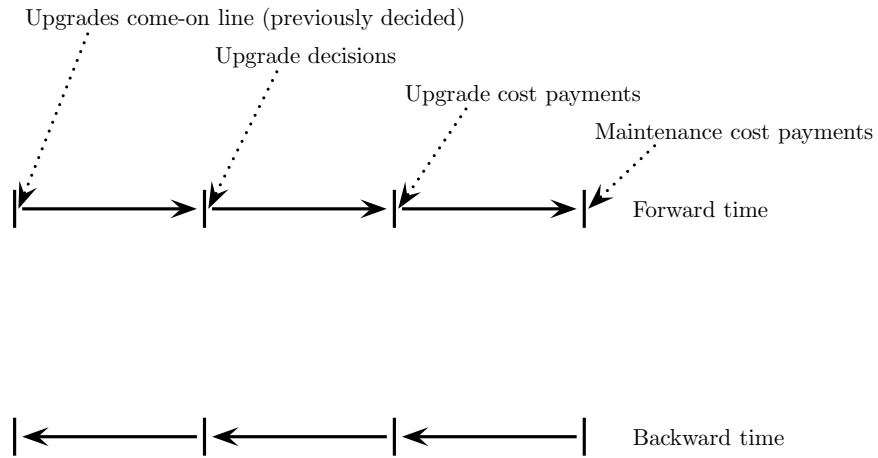 Upgrades come-on line (previously decided)
Upgrade decisions
Upgrade cost payments
Maintenance cost payments
Forward time
Backward time